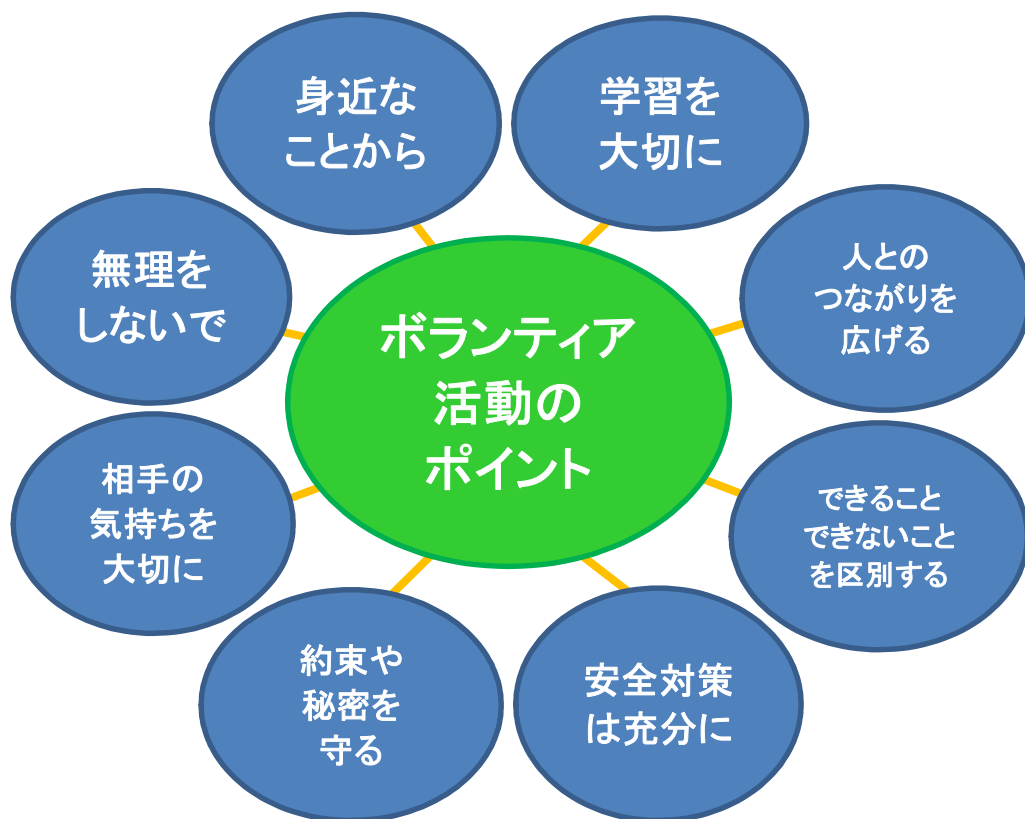 身近な
ことから
学習を
大切に
人との
つながりを
広げる
無理を
しないで
ボランティア
活動の
ポイント
相手の
気持ちを
大切に
できること
できないこと
を区別する
約束や
秘密を
守る
安全対策
は充分に